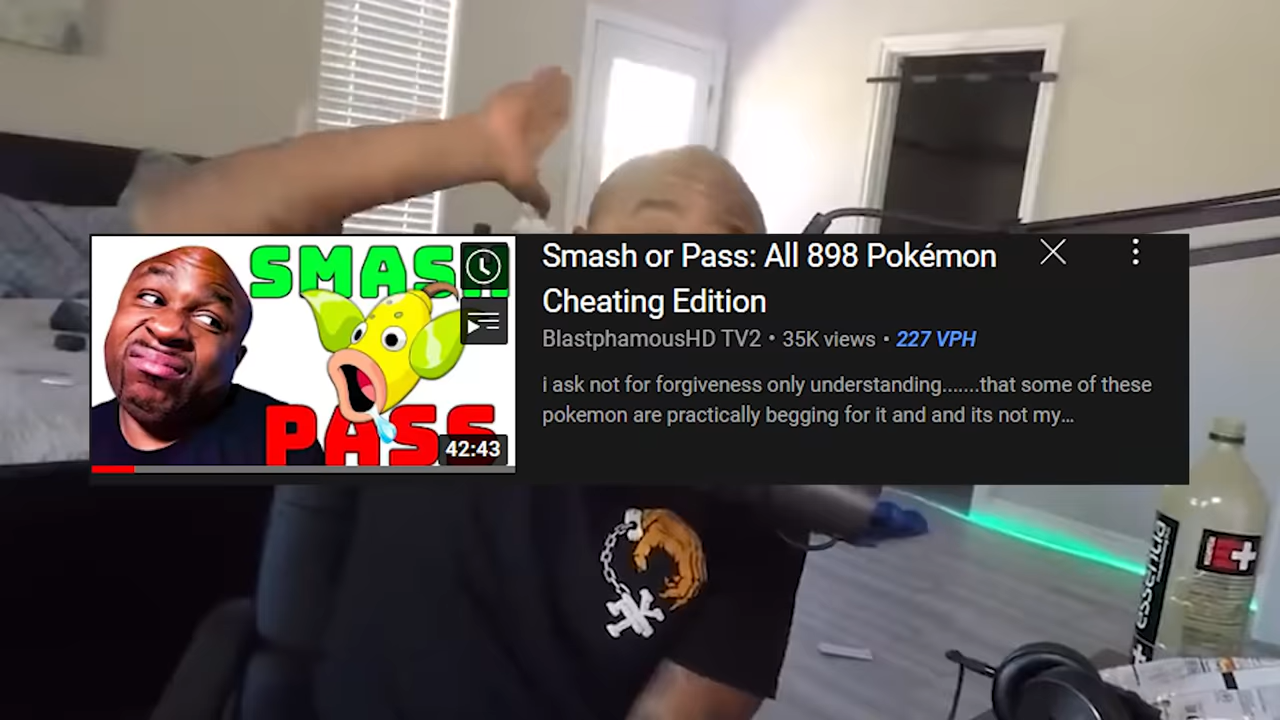 SMASH
PASS
42:43
Smash or Pass: All 898 Pokémon
Cheating Edition
BlastphamousHD TV2 • 35K views • 227 VPH
i ask not for forgiveness only understanding.......that some of these
pokemon are practically begging for it and and its not my...
essentia